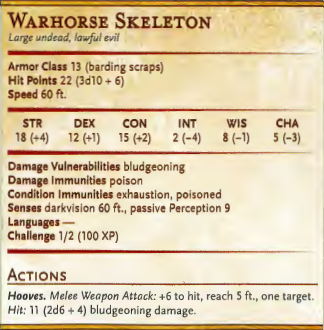 WARHORSE SKELETON
Large undead, lawful evil
Armor Class 13 (barding scraps)
Hit Points 22 (3d10 + 6)
Speed 60 ft.
STR DEX CON INT WIS CHA
18 (+4) 12 (+1) 15 (+2) 2 (−4) 8 (−1) 5 (−3)
Damage Vulnerabilities bludgeoning
Damage Immunities poison
Condition Immunities exhaustion, poisoned
Senses darkvision 60 ft., passive Perception 9
Languages —
Challenge 1/2 (100 XP)
ACTIONS
Hooves. Melee Weapon Attack: +6 to hit, reach 5 ft., one target.
Hit: 11 (2d6 + 4) bludgeoning damage.